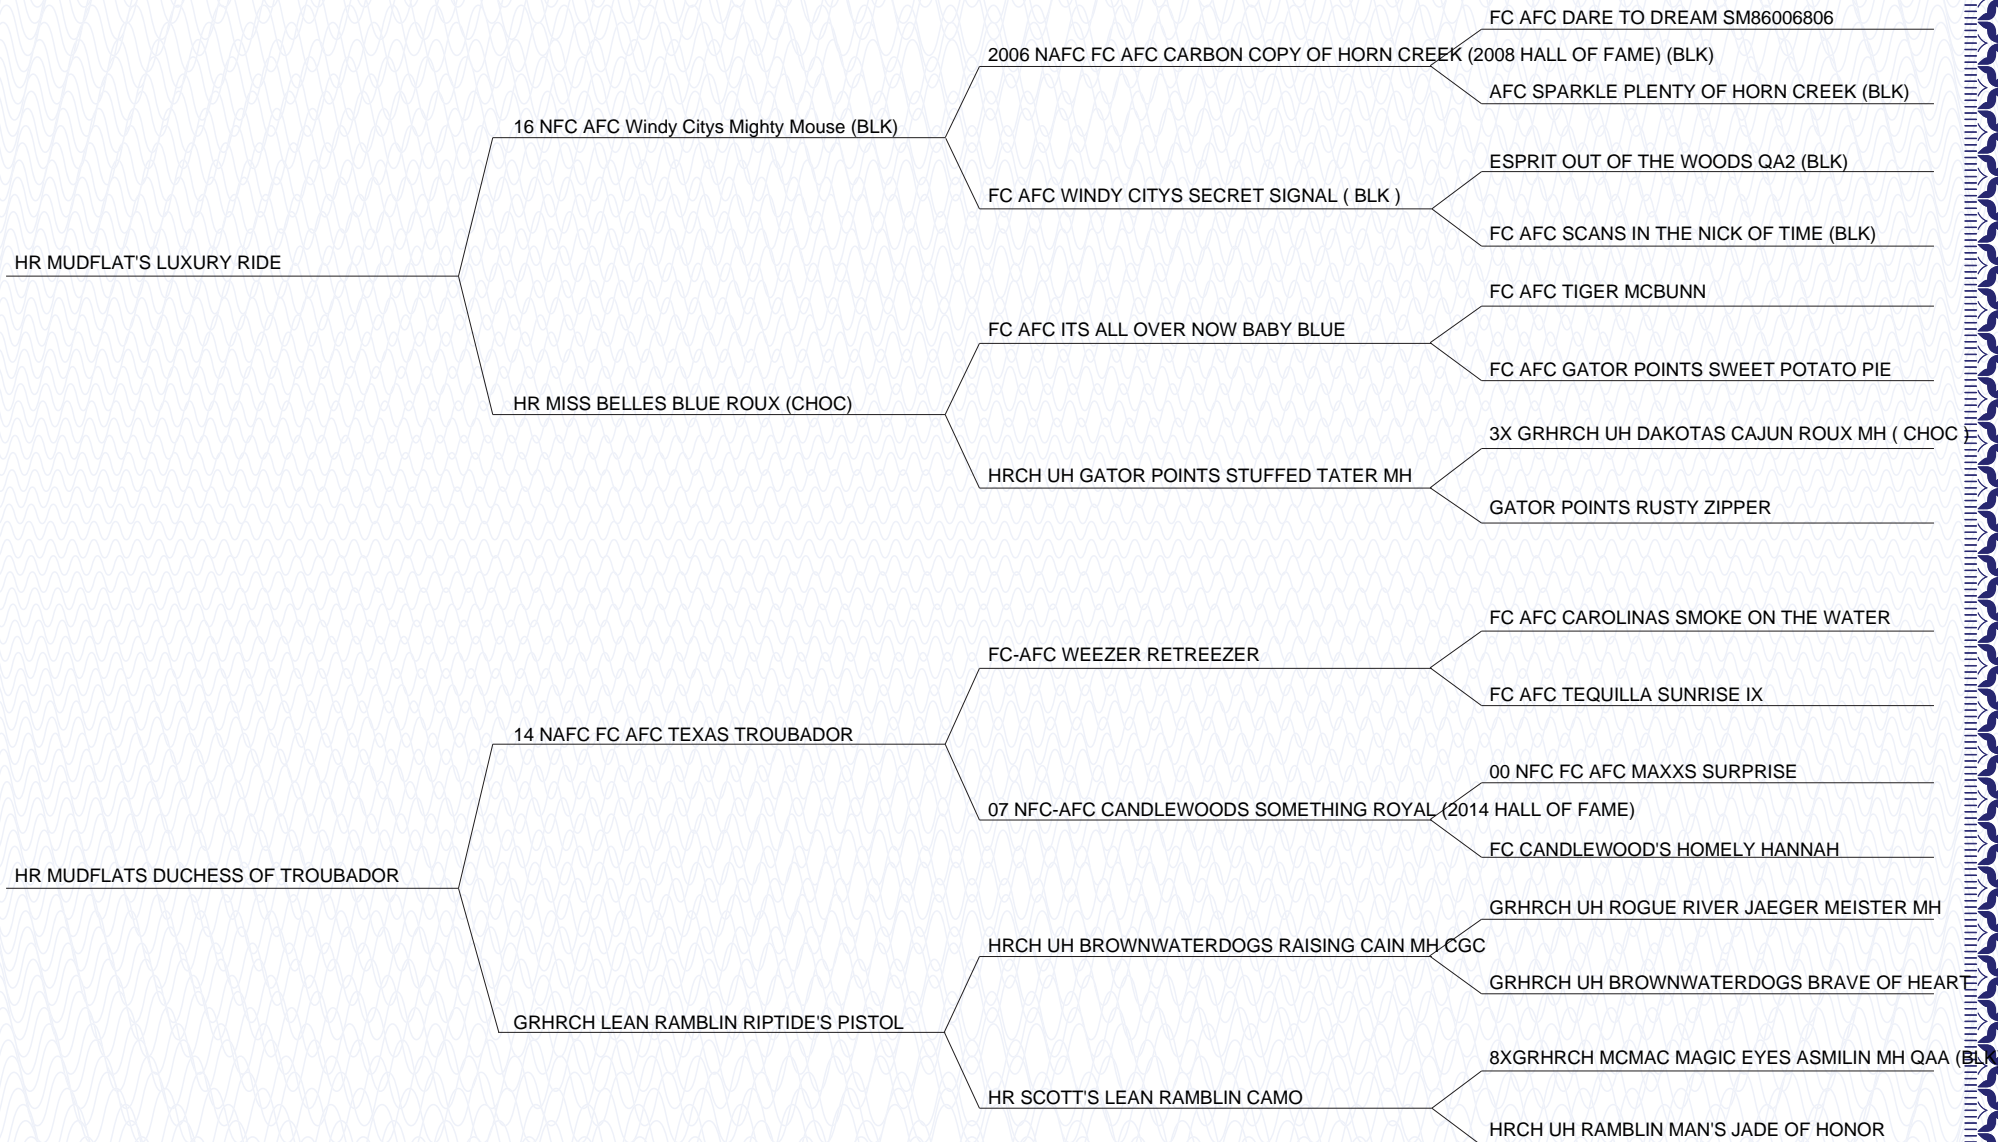 FC AFC DARE TO DREAM SM86006806
2006 NAFC FC AFC CARBON COPY OF HORN CREEK (2008 HALL OF FAME) (BLK)
AFC SPARKLE PLENTY OF HORN CREEK (BLK)
16 NFC AFC Windy Citys Mighty Mouse (BLK)
ESPRIT OUT OF THE WOODS QA2 (BLK)
FC AFC WINDY CITYS SECRET SIGNAL ( BLK )
FC AFC SCANS IN THE NICK OF TIME (BLK)
HR MUDFLAT'S LUXURY RIDE
FC AFC TIGER MCBUNN
FC AFC ITS ALL OVER NOW BABY BLUE
FC AFC GATOR POINTS SWEET POTATO PIE
HR MISS BELLES BLUE ROUX (CHOC)
3X GRHRCH UH DAKOTAS CAJUN ROUX MH ( CHOC )
HRCH UH GATOR POINTS STUFFED TATER MH
GATOR POINTS RUSTY ZIPPER
FC AFC CAROLINAS SMOKE ON THE WATER
FC-AFC WEEZER RETREEZER
FC AFC TEQUILLA SUNRISE IX
14 NAFC FC AFC TEXAS TROUBADOR
00 NFC FC AFC MAXXS SURPRISE
07 NFC-AFC CANDLEWOODS SOMETHING ROYAL (2014 HALL OF FAME)
FC CANDLEWOOD'S HOMELY HANNAH
HR MUDFLATS DUCHESS OF TROUBADOR
GRHRCH UH ROGUE RIVER JAEGER MEISTER MH
HRCH UH BROWNWATERDOGS RAISING CAIN MH CGC
GRHRCH UH BROWNWATERDOGS BRAVE OF HEART
GRHRCH LEAN RAMBLIN RIPTIDE'S PISTOL
8XGRHRCH MCMAC MAGIC EYES ASMILIN MH QAA (BLK
HR SCOTT'S LEAN RAMBLIN CAMO
HRCH UH RAMBLIN MAN'S JADE OF HONOR